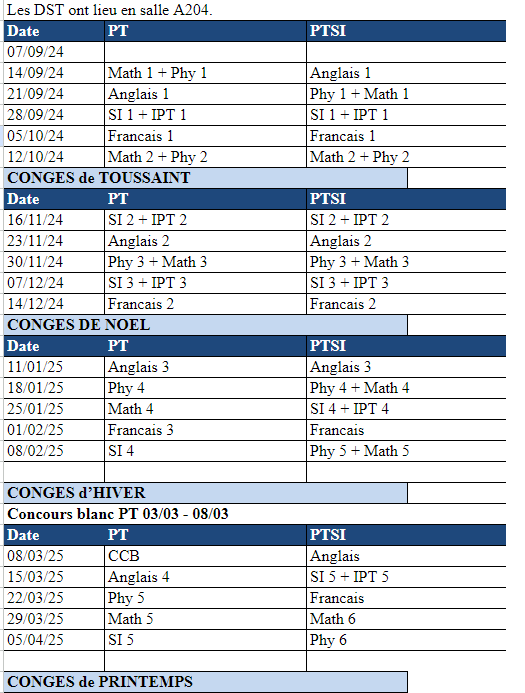 Les DST ont lieu en salle A204.
Date PT PTSI
07/09/24
14/09/24 Math 1 + Phy 1 Anglais 1
21/09/24 Anglais 1 Phy 1 + Math 1
28/09/24 SI 1 + IPT 1 SI 1 + IPT 1
05/10/24 Francais 1 Francais 1
12/10/24 Math 2 + Phy 2 Math 2 + Phy 2
CONGES de TOUSSAINT
Date PT PTSI
16/11/24 SI 2 + IPT 2 SI 2 + IPT 2
23/11/24 Anglais 2 Anglais 2
30/11/24 Phy 3 + Math 3 Phy 3 + Math 3
07/12/24 SI 3 + IPT 3 SI 3 + IPT 3
14/12/24 Francais 2 Francais 2
CONGES DE NOEL
Date PT PTSI
11/01/25 Anglais 3 Anglais 3
18/01/25 Phy 4 Phy 4 + Math 4
25/01/25 Math 4 SI 4 + IPT 4
01/02/25 Francais 3 Francais
08/02/25 SI 4 Phy 5 + Math 5
CONGES d'HIVER
Concours blanc PT 03/03 - 08/03
Date PT PTSI
08/03/25 CCB Anglais
15/03/25 Anglais 4 SI 5 + IPT 5
22/03/25 Phy 5 Francais
29/03/25 Math 5 Math 6
05/04/25 SI 5 Phy 6
CONGES de PRINTEMPS